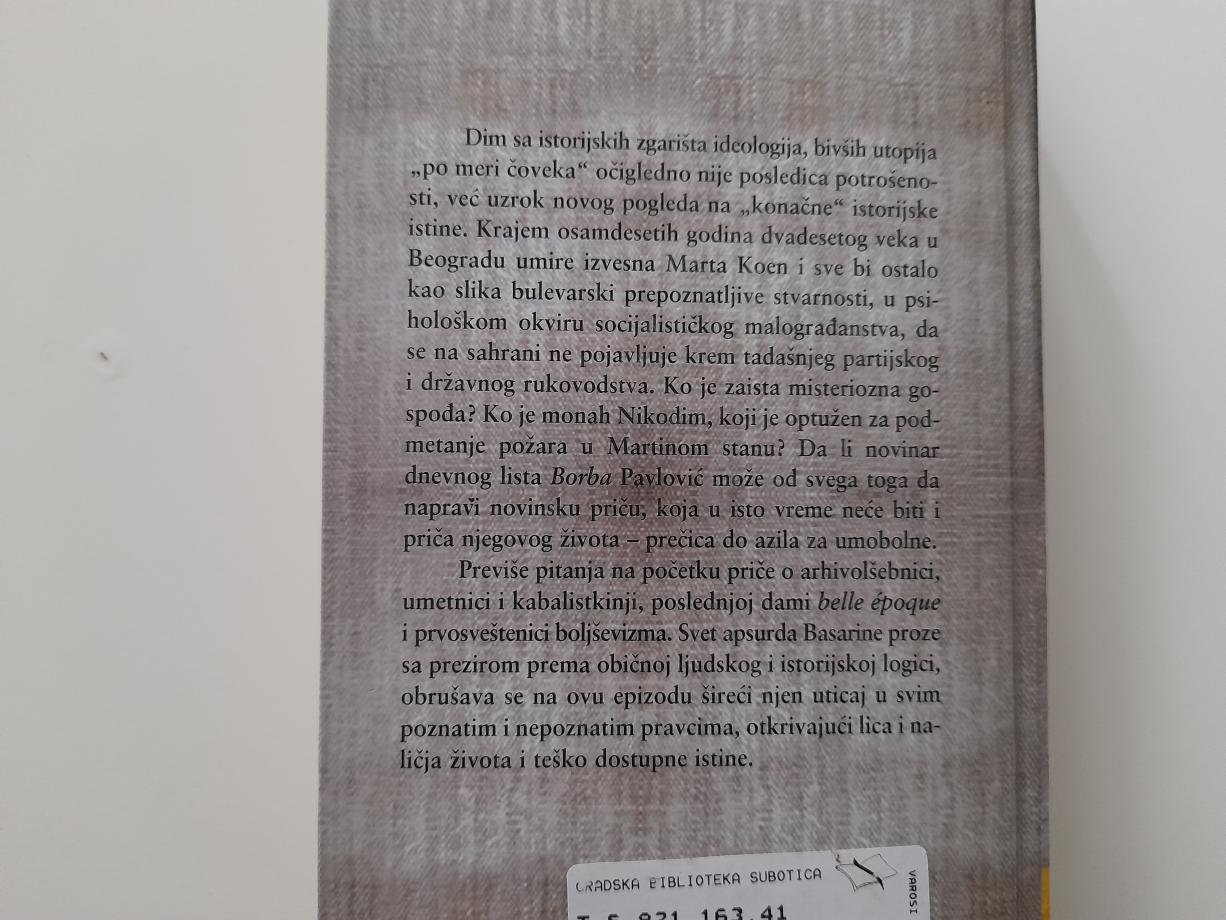 Dim sa istorijskih zgarišta ideologija, bivših utopija
„po meri čoveka“ očigledno nije posledica potrošeno-
sti, već uzrok novog pogleda na „konačne“ istorijske
istine. Krajem osamdesetih godina dvadesetog veka u
Beogradu umire izvesna Marta Koen i sve bi ostalo
kao slika bulevarski prepoznatljive stvarnosti, u psi-
hološkom okviru socijalističkog malograđanstva, da
se na sahrani ne pojavljuje krem tadašnjeg partijskog
i državnog rukovodstva. Ko je zaista misteriozna go-
spođa? Ko je monah Nikodim, koji je optužen za pod-
metanje požara u Martinom stanu? Da li novinar
dnevnog lista Borba Pavlović može od svega toga da
napravi novinsku priču, koja u isto vreme neće biti i
priča njegovog života – prečica do azila za umobolne.
Previše pitanja na početku priče o arhivolšebnici,
umetnici i kabalistkinji, poslednjoj dami belle époque
i prvosveštenici boljševizma. Svet apsurda Basarine proze
sa prezirom prema običnoj ljudskog i istorijskoj logici,
obrušava se na ovu epizodu šireći njen uticaj u svim
poznatim i nepoznatim pravcima, otkrivajući lica i na-
ličja života i teško dostupne istine.
GRADSKA BIBLIOTEKA SUBOTICA
VAROSI
821.163.41